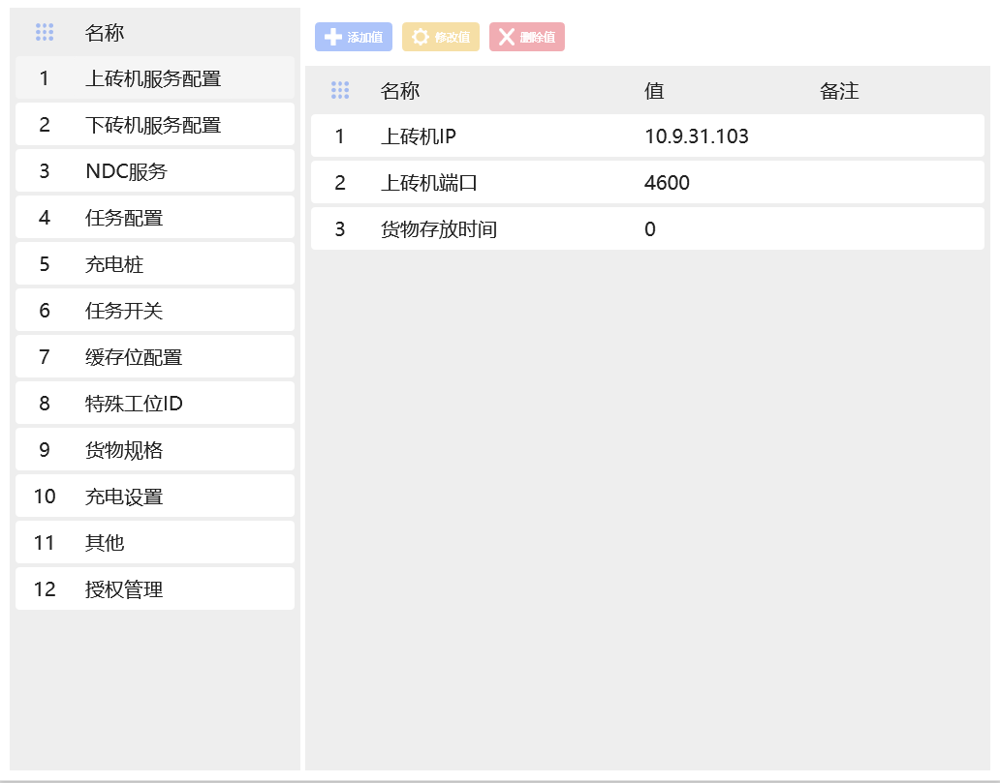 名称
1 上砖机服务配置
2 下砖机服务配置
3 NDC服务
4 任务配置
5 充电桩
6 任务开关
7 缓存位配置
8 特殊工位ID
9 货物规格
10 充电设置
11 其他
12 授权管理
添加值 修改值 删除值
名称 值 备注
1 上砖机IP 10.9.31.103
2 上砖机端口 4600
3 货物存放时间 0